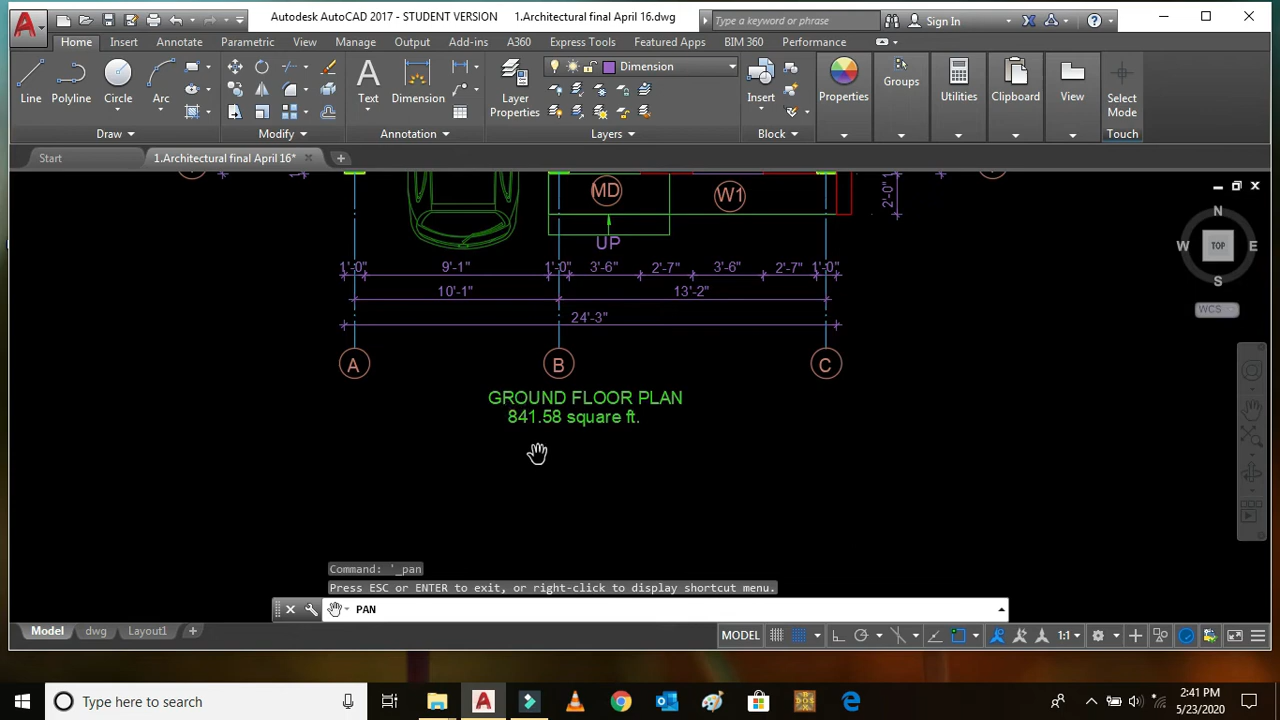 Autodesk AutoCAD 2017 - STUDENT VERSION 1.Architectural final April 16.dwg
Type a keyword or phrase
Sign In
Home Insert Annotate Parametric View Manage Output Add-ins A360 Express Tools Featured Apps BIM 360 Performance
Dimension
Line Polyline Circle Arc Text Dimension Layer Properties Insert Properties Groups Utilities Clipboard View Select Mode
Draw Modify Annotation Layers Block Touch
Start 1.Architectural final April 16*
MD W1 2'-0"
UP
N
W TOP E
S
WCS
1'-0" 9'-1" 1'-0" 3'-6" 2'-7" 3'-6" 2'-7" 1'-0"
10'-1" 13'-2"
24'-3"
A B C
GROUND FLOOR PLAN
841.58 square ft.
Command: '_pan
Press ESC or ENTER to exit, or right-click to display shortcut menu.
PAN
Model dwg Layout1
MODEL 1:1
Type here to search
2:41 PM
5/23/2020